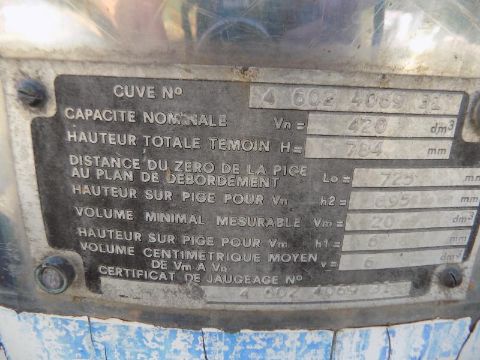 CUVE Nº 4 602 4069 31
CAPACITE NOMINALE Vn = 420 dm³
HAUTEUR TOTALE TEMOIN H = 784 mm
DISTANCE DU ZERO DE LA PIGE
AU PLAN DE DEBORDEMENT Lo = 725 mm
HAUTEUR SUR PIGE POUR Vn h2 = 695
VOLUME MINIMAL MESURABLE Vm = 20 dm³
HAUTEUR SUR PIGE POUR Vm h1 = mm
VOLUME CENTIMETRIQUE MOYEN
DE Vm A Vn v = 6
CERTIFICAT DE JAUGEAGE Nº
4 602 4069